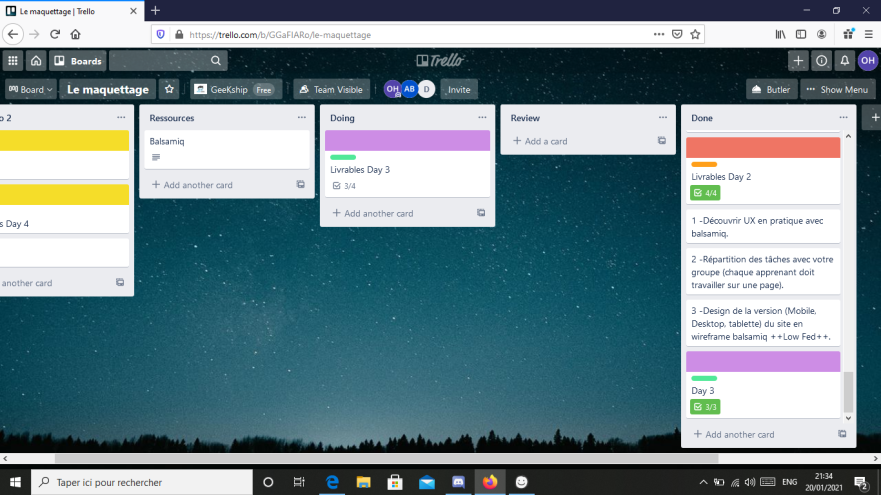 Le maquettage | Trello
https://trello.com/b/GGaFIARo/le-maquettage
Boards
Trello
OH
Board
Le maquettage
GeeKship Free
Team Visible
OH AB D
Invite
Butler
Show Menu
o 2
s Day 4
another card
Ressources
Balsamiq
+ Add another card
Doing
Livrables Day 3
3/4
+ Add another card
Review
+ Add a card
Done
Livrables Day 2
4/4
1 -Découvrir UX en pratique avec
balsamiq.
2 -Répartition des tâches avec votre
groupe (chaque apprenant doit
travailler sur une page).
3 -Design de la version (Mobile,
Desktop, tablette) du site en
wireframe balsamiq ++Low Fed++.
Day 3
3/3
+ Add another card
Taper ici pour rechercher
ENG
21:34
20/01/2021
2